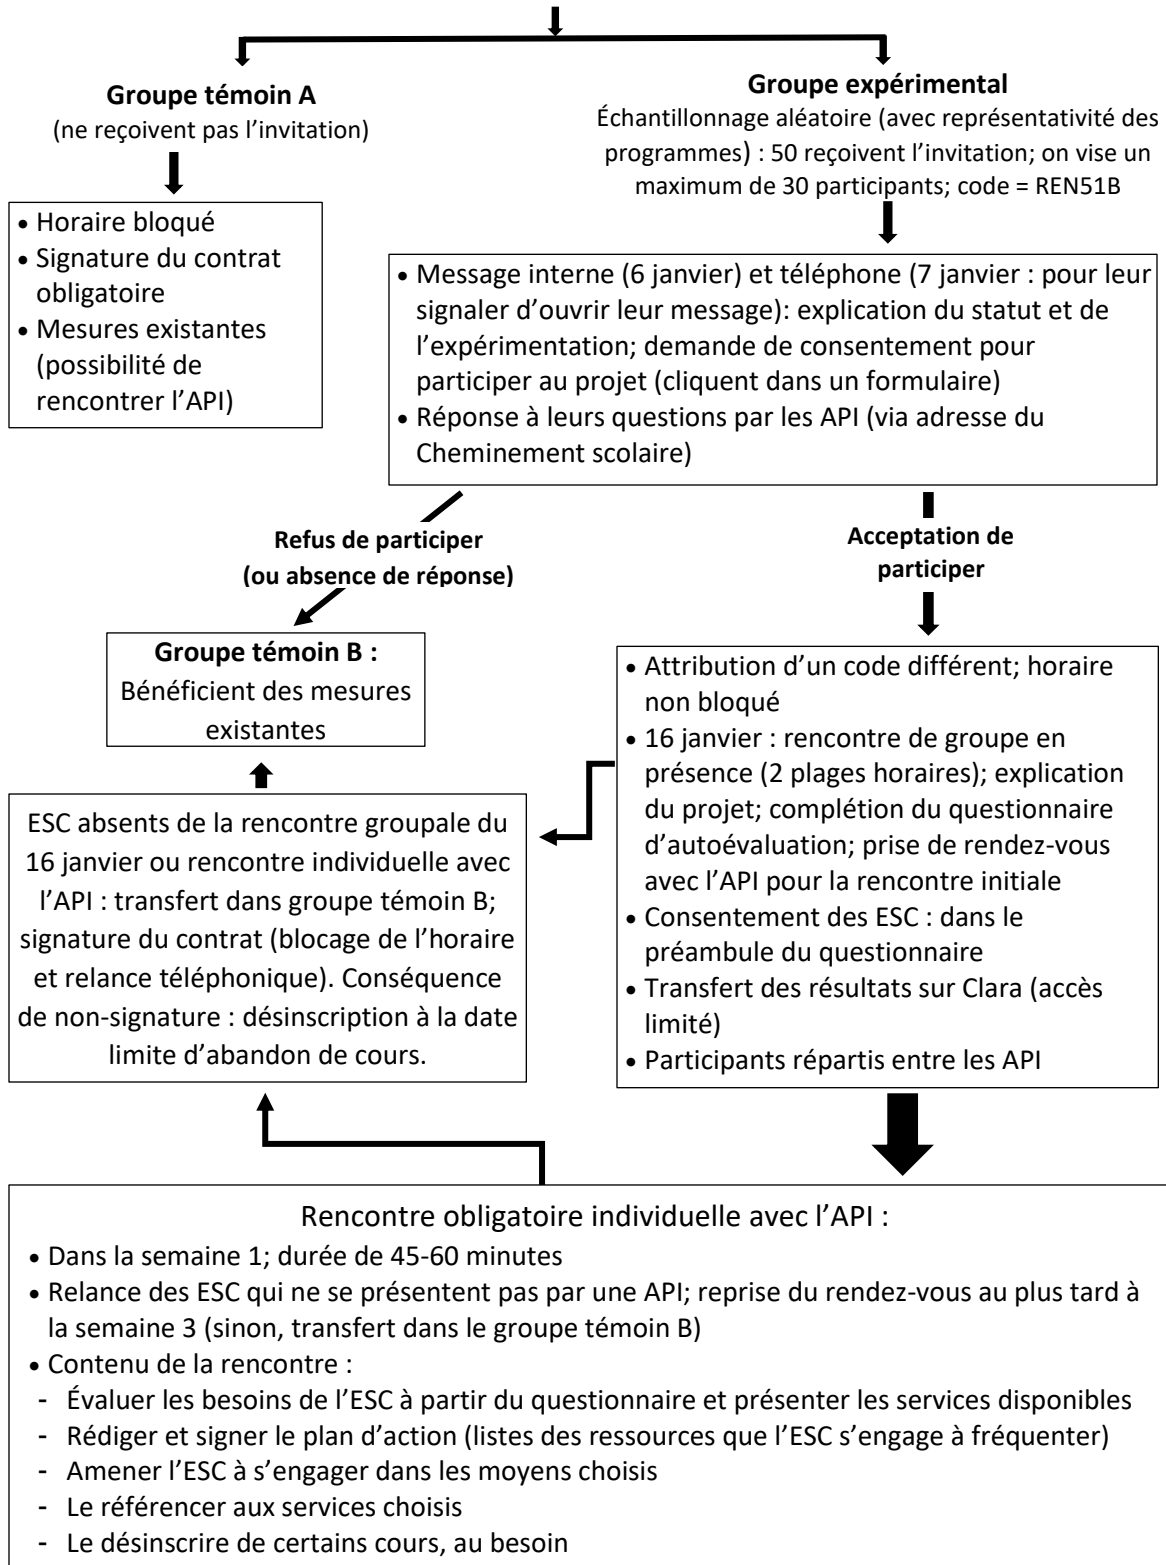 Groupe témoin A
(ne reçoivent pas l’invitation)
Groupe expérimental
Échantillonnage aléatoire (avec représentativité des
programmes) : 50 reçoivent l’invitation; on vise un
maximum de 30 participants; code = REN51B
• Horaire bloqué
• Signature du contrat
obligatoire
• Mesures existantes
(possibilité de
rencontrer l’API)
• Message interne (6 janvier) et téléphone (7 janvier : pour leur
signaler d’ouvrir leur message): explication du statut et de
l’expérimentation; demande de consentement pour
participer au projet (cliquent dans un formulaire)
• Réponse à leurs questions par les API (via adresse du
Cheminement scolaire)
Refus de participer
(ou absence de réponse)
Acceptation de
participer
Groupe témoin B :
Bénéficient des mesures
existantes
• Attribution d’un code différent; horaire
non bloqué
• 16 janvier : rencontre de groupe en
présence (2 plages horaires); explication
du projet; complétion du questionnaire
d’autoévaluation; prise de rendez-vous
avec l’API pour la rencontre initiale
• Consentement des ESC : dans le
préambule du questionnaire
• Transfert des résultats sur Clara (accès
limité)
• Participants répartis entre les API
ESC absents de la rencontre groupale du
16 janvier ou rencontre individuelle avec
l’API : transfert dans groupe témoin B;
signature du contrat (blocage de l’horaire
et relance téléphonique). Conséquence
de non-signature : désinscription à la date
limite d’abandon de cours.
Rencontre obligatoire individuelle avec l’API :
• Dans la semaine 1; durée de 45-60 minutes
• Relance des ESC qui ne se présentent pas par une API; reprise du rendez-vous au plus tard à
la semaine 3 (sinon, transfert dans le groupe témoin B)
• Contenu de la rencontre :
- Évaluer les besoins de l’ESC à partir du questionnaire et présenter les services disponibles
- Rédiger et signer le plan d’action (listes des ressources que l’ESC s’engage à fréquenter)
- Amener l’ESC à s’engager dans les moyens choisis
- Le référencer aux services choisis
- Le désinscrire de certains cours, au besoin